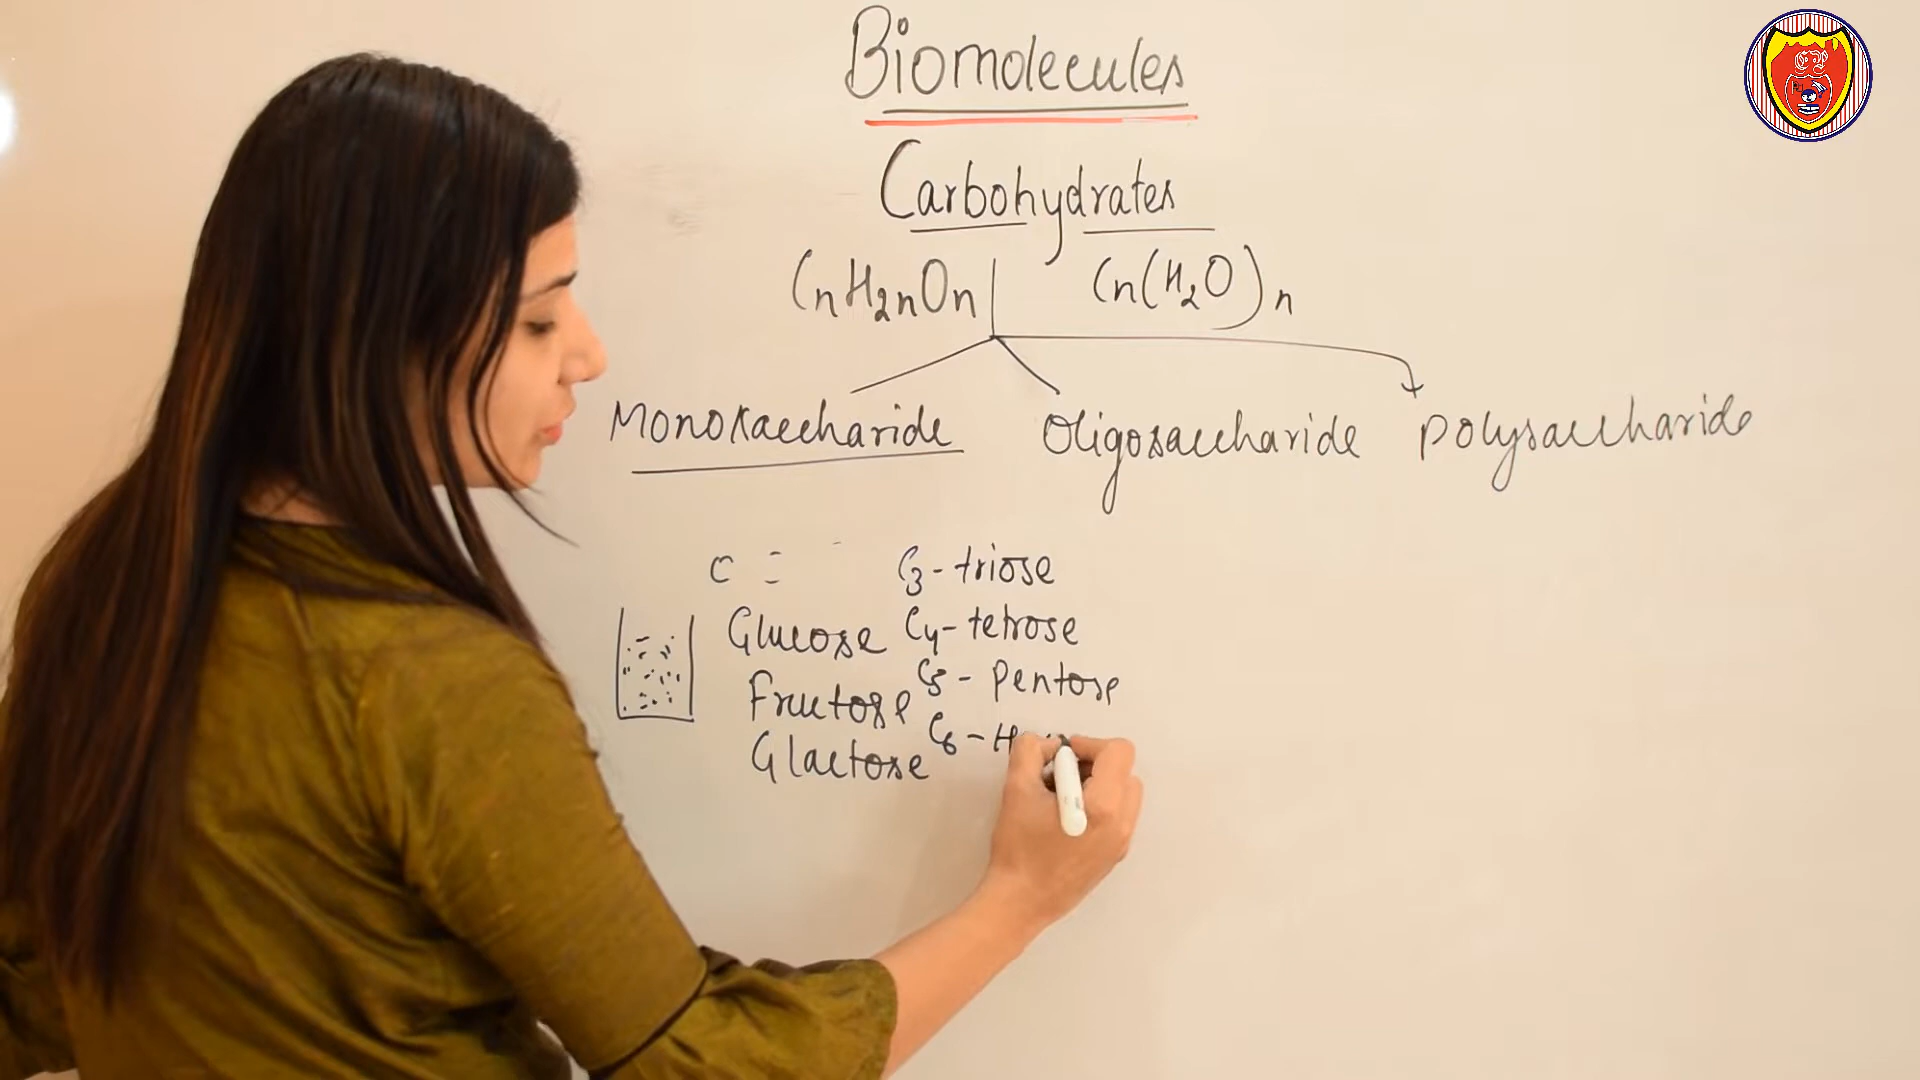 Biomolecules
Carbohydrates
CnH2nOn Cn(H2O)n
Monosaccharide Oligosaccharide Polysaccharide
C3 - triose
Glucose C4 - tetrose
Fructose C5 - Pentose
Glactose C6 -